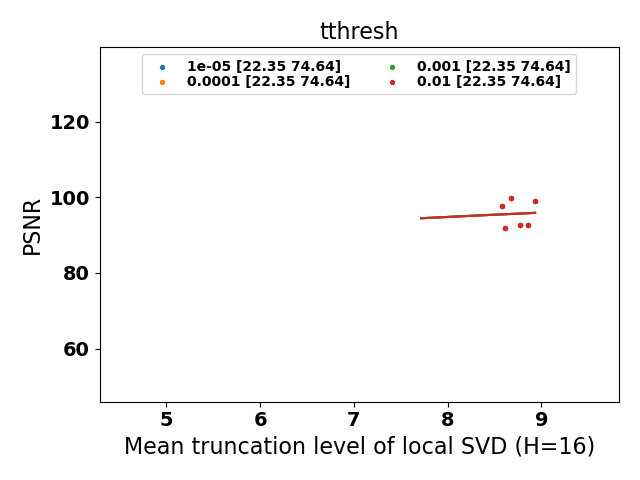 tthresh
1e-05 [22.35 74.64]
0.0001 [22.35 74.64]
0.001 [22.35 74.64]
0.01 [22.35 74.64]
PSNR
120
100
80
60
5 6 7 8 9
Mean truncation level of local SVD (H=16)